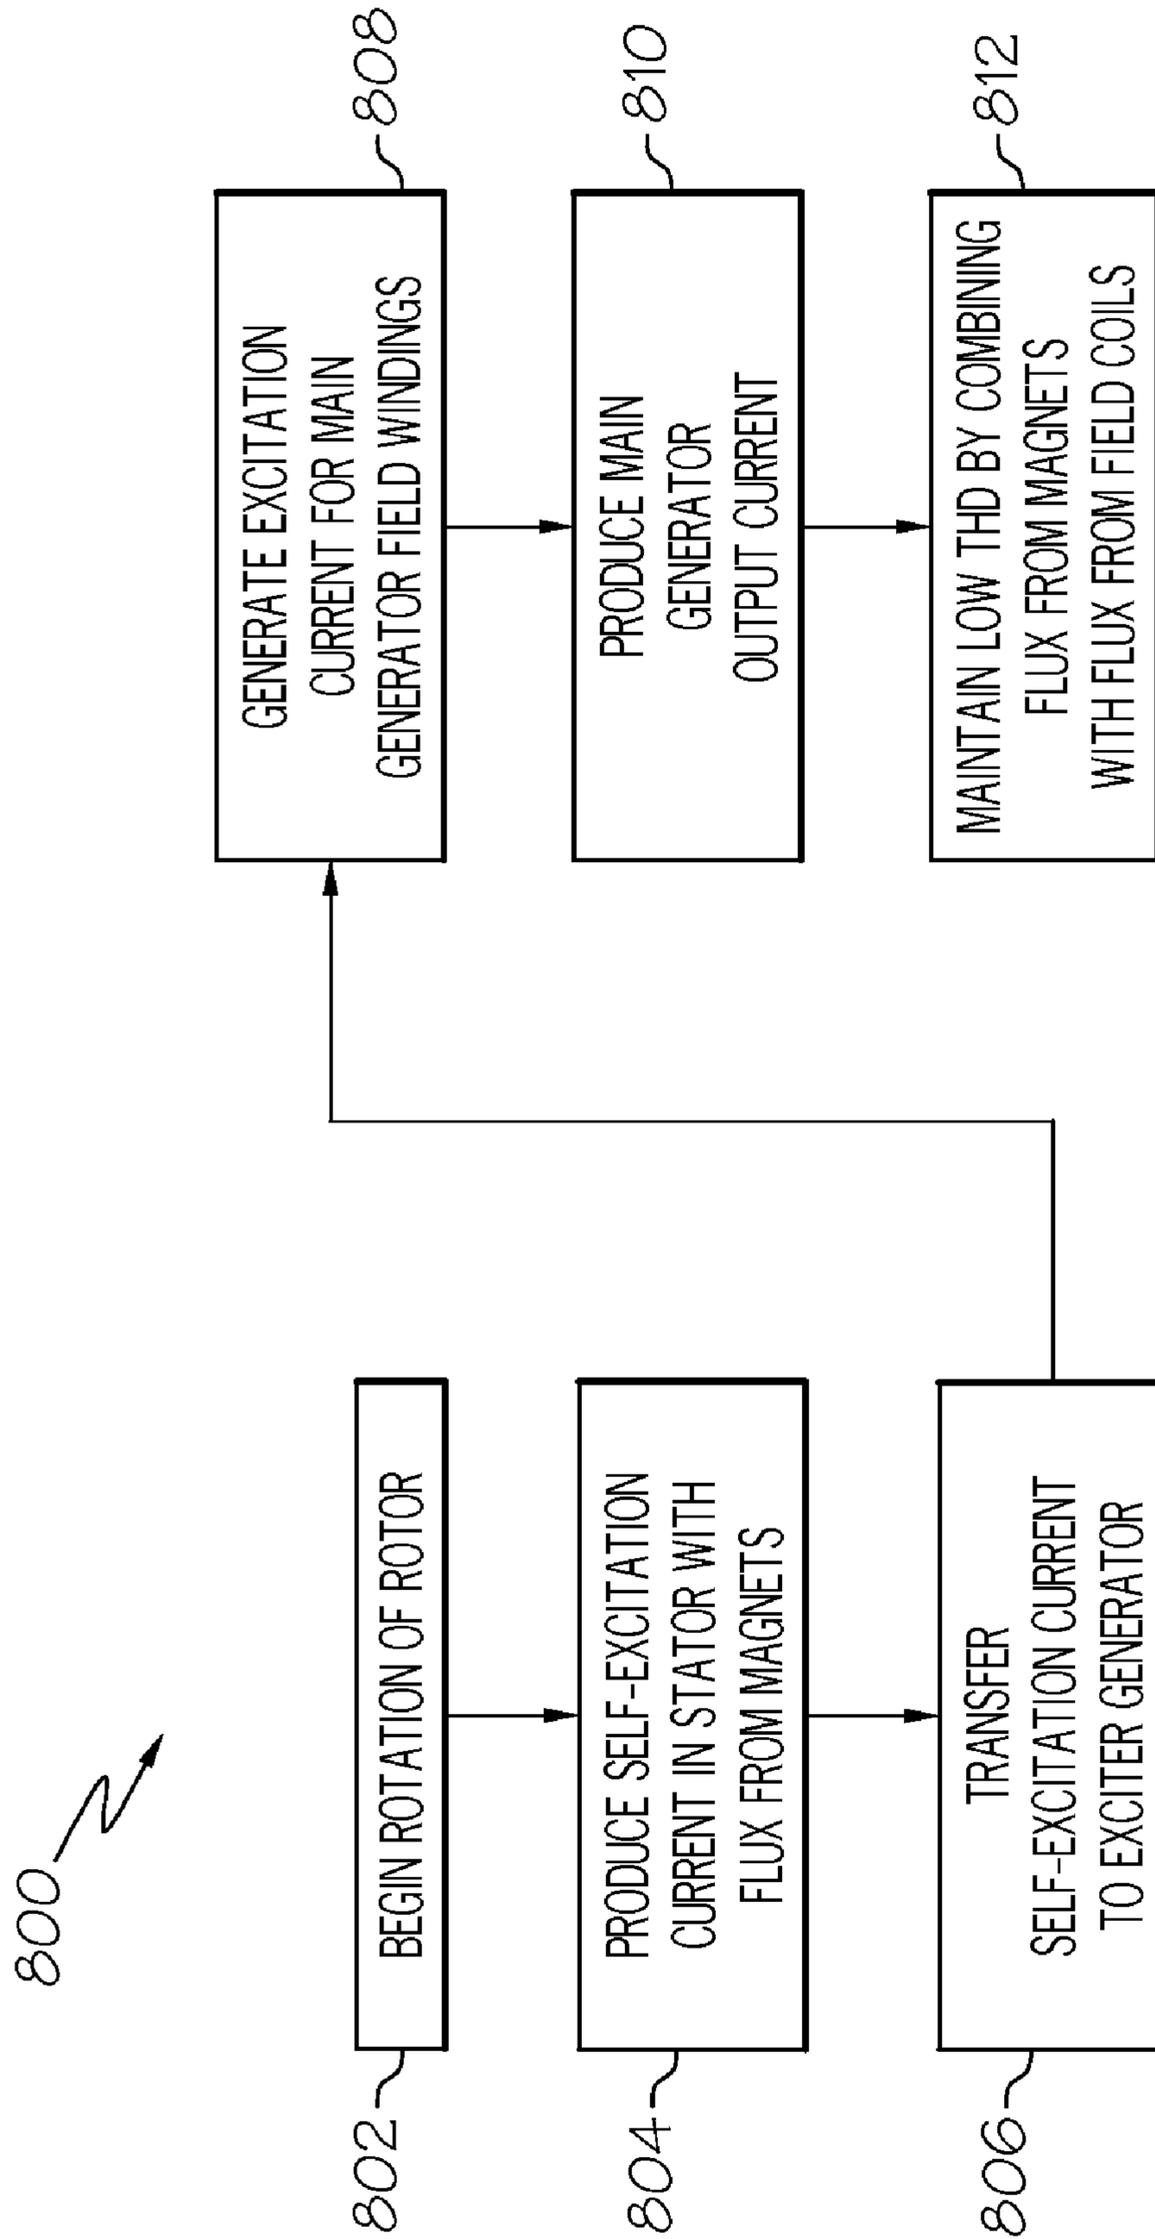 800
802
BEGIN ROTATION OF ROTOR
804
PRODUCE SELF-EXCITATION
CURRENT IN STATOR WITH
FLUX FROM MAGNETS
806
TRANSFER
SELF-EXCITATION CURRENT
TO EXCITER GENERATOR
808
GENERATE EXCITATION
CURRENT FOR MAIN
GENERATOR FIELD WINDINGS
810
PRODUCE MAIN
GENERATOR
OUTPUT CURRENT
812
MAINTAIN LOW THD BY COMBINING
FLUX FROM MAGNETS
WITH FLUX FROM FIELD COILS